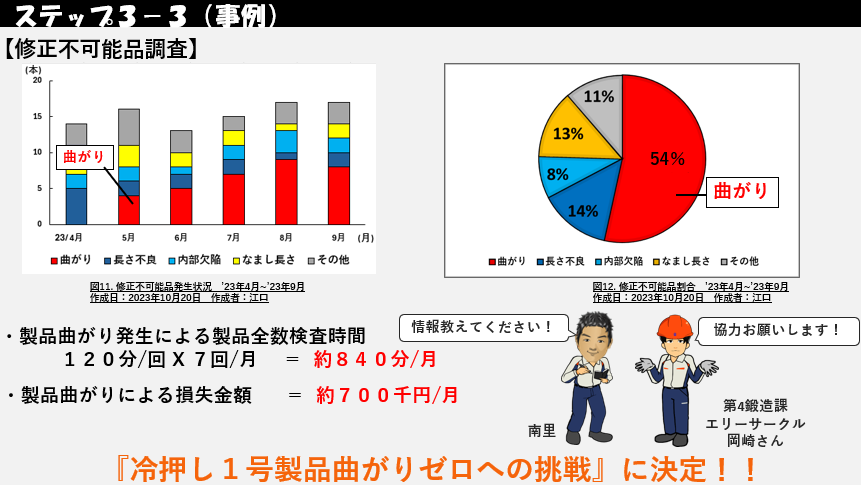 ステップ３－３（事例）
【修正不可能品調査】
(本)
20
15
10
5
0
曲がり
23/4月 5月 6月 7月 8月 9月 (月)
曲がり 長さ不良 内部欠陥 なまし長さ その他
図11. 修正不可能品発生状況　’23年4月~’23年9月
作成日：2023年10月20日　作成者：江口
11%
13%
8%
14%
54%
曲がり
曲がり 長さ不良 内部欠陥 なまし長さ その他
図12. 修正不可能品割合　’23年4月~’23年9月
作成日：2023年10月20日　作成者：江口
・製品曲がり発生による製品全数検査時間
１２０分/回 X ７回/月　＝　約８４０分/月
・製品曲がりによる損失金額　＝　約７００千円/月
情報教えてください！
協力お願いします！
南里
第4鍛造課
エリーサークル
岡崎さん
『冷押し１号製品曲がりゼロへの挑戦』に決定！！